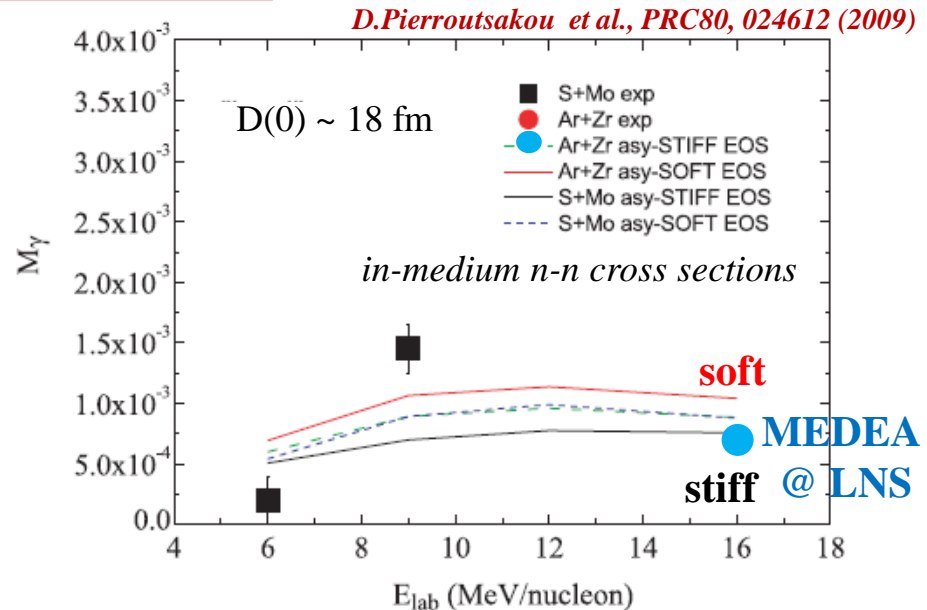 D.Pierroutsakou et al., PRC80, 024612 (2009)
4.0x10⁻³
3.5x10⁻³
3.0x10⁻³
2.5x10⁻³
2.0x10⁻³
1.5x10⁻³
1.0x10⁻³
5.0x10⁻⁴
0.0
Mγ
D(0) ~ 18 fm
S+Mo exp
Ar+Zr exp
Ar+Zr asy-STIFF EOS
Ar+Zr asy-SOFT EOS
S+Mo asy-STIFF EOS
S+Mo asy-SOFT EOS
in-medium n-n cross sections
soft
MEDEA
stiff @ LNS
4 6 8 10 12 14 16 18
E_lab (MeV/nucleon)